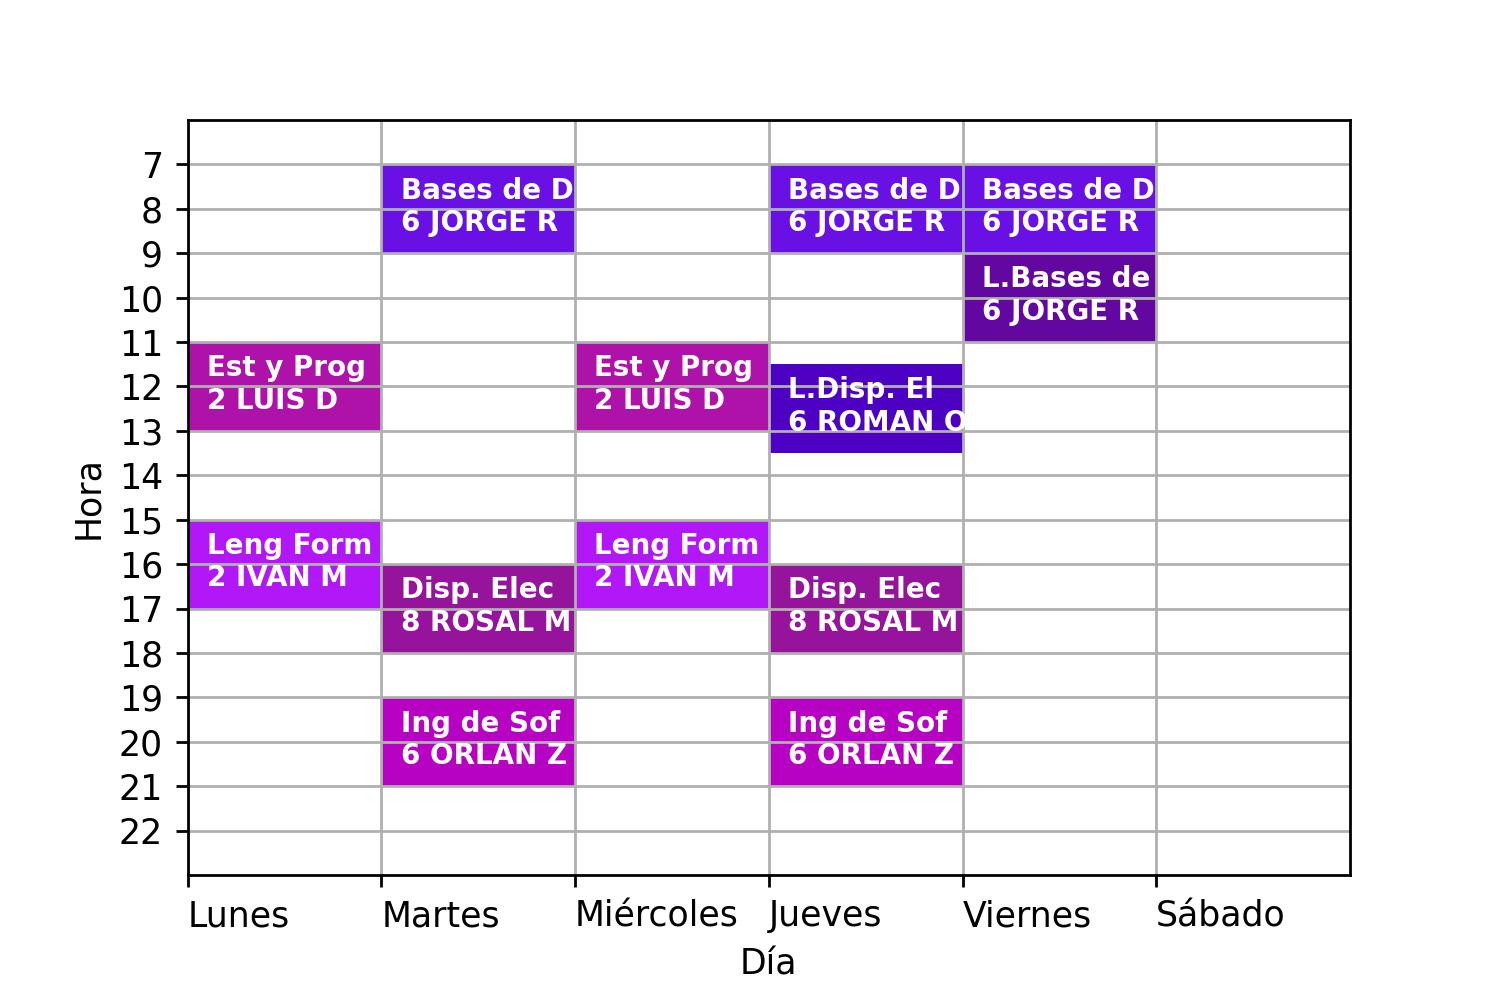 7
Bases de D
Bases de D
Bases de D
8
6 JORGE R
6 JORGE R
6 JORGE R
9
L.Bases de
10
6 JORGE R
11
Est y Prog
Est y Prog
12
L.Disp. El
2 LUIS D
2 LUIS D
6 ROMAN O
13
14
Hora
15
Leng Form
Leng Form
16
2 IVAN M
2 IVAN M
Disp. Elec
Disp. Elec
17
8 ROSAL M
8 ROSAL M
18
19
Ing de Sof
Ing de Sof
20
6 ORLAN Z
6 ORLAN Z
21
22
Lunes Martes Miércoles Jueves Viernes Sábado
Día